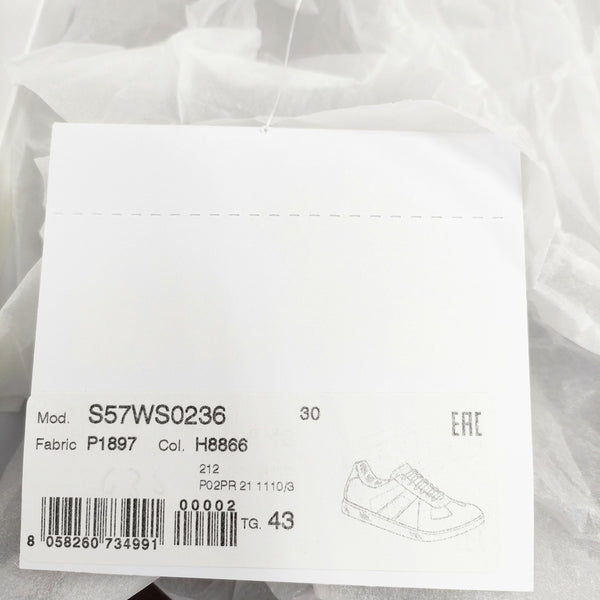 Mod. S57WS0236 30 EAC
Fabric P1897 Col. H8866
212
P02PR 21 1110/3
00002
TG. 43
8 058260 734991